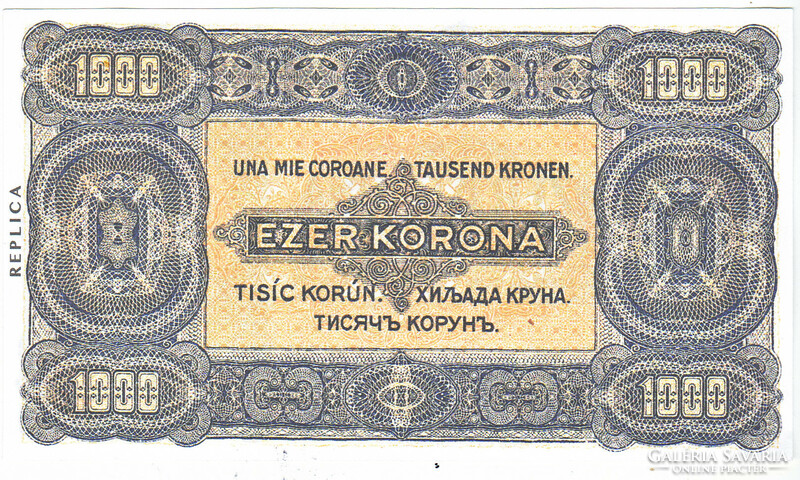 1000 1000
REPLICA
UNA MIE COROANE. TAUSEND KRONEN.
EZER KORONA
TISÍC KORÚN. ХИЉАДА КРУНА.
ТИСЯЧЪ КОРУНЪ.
1000 1000
GALÉRIA SAVARIA
ONLINE PIACTÉR